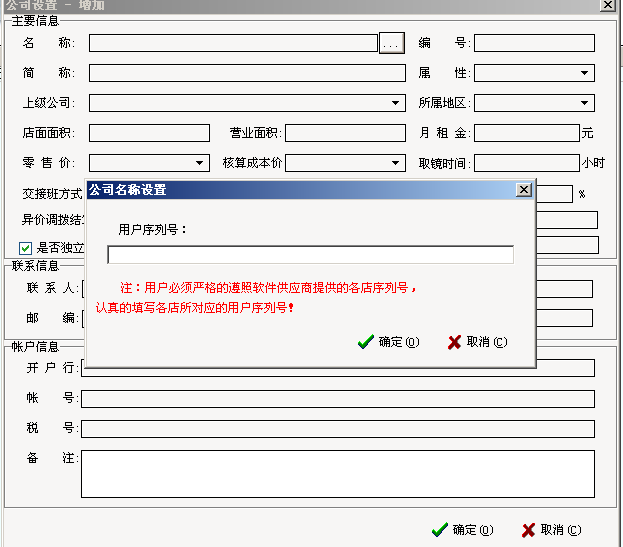 公司设置 - 增加
主要信息
名 称: ... 编 号:
简 称: 属 性:
上级公司: 所属地区:
店面面积: 营业面积: 月 租 金: 元
零 售 价: 核算成本价 取镜时间: 小时
交接班方式 %
异价调拨结
是否独立
公司名称设置
用户序列号：
注：用户必须严格的遵照软件供应商提供的各店序列号，
认真的填写各店所对应的用户序列号!
确定(O) 取消(C)
联系信息
联 系 人:
邮 编:
帐户信息
开 户 行:
帐 号:
税 号:
备 注:
确定(O) 取消(C)